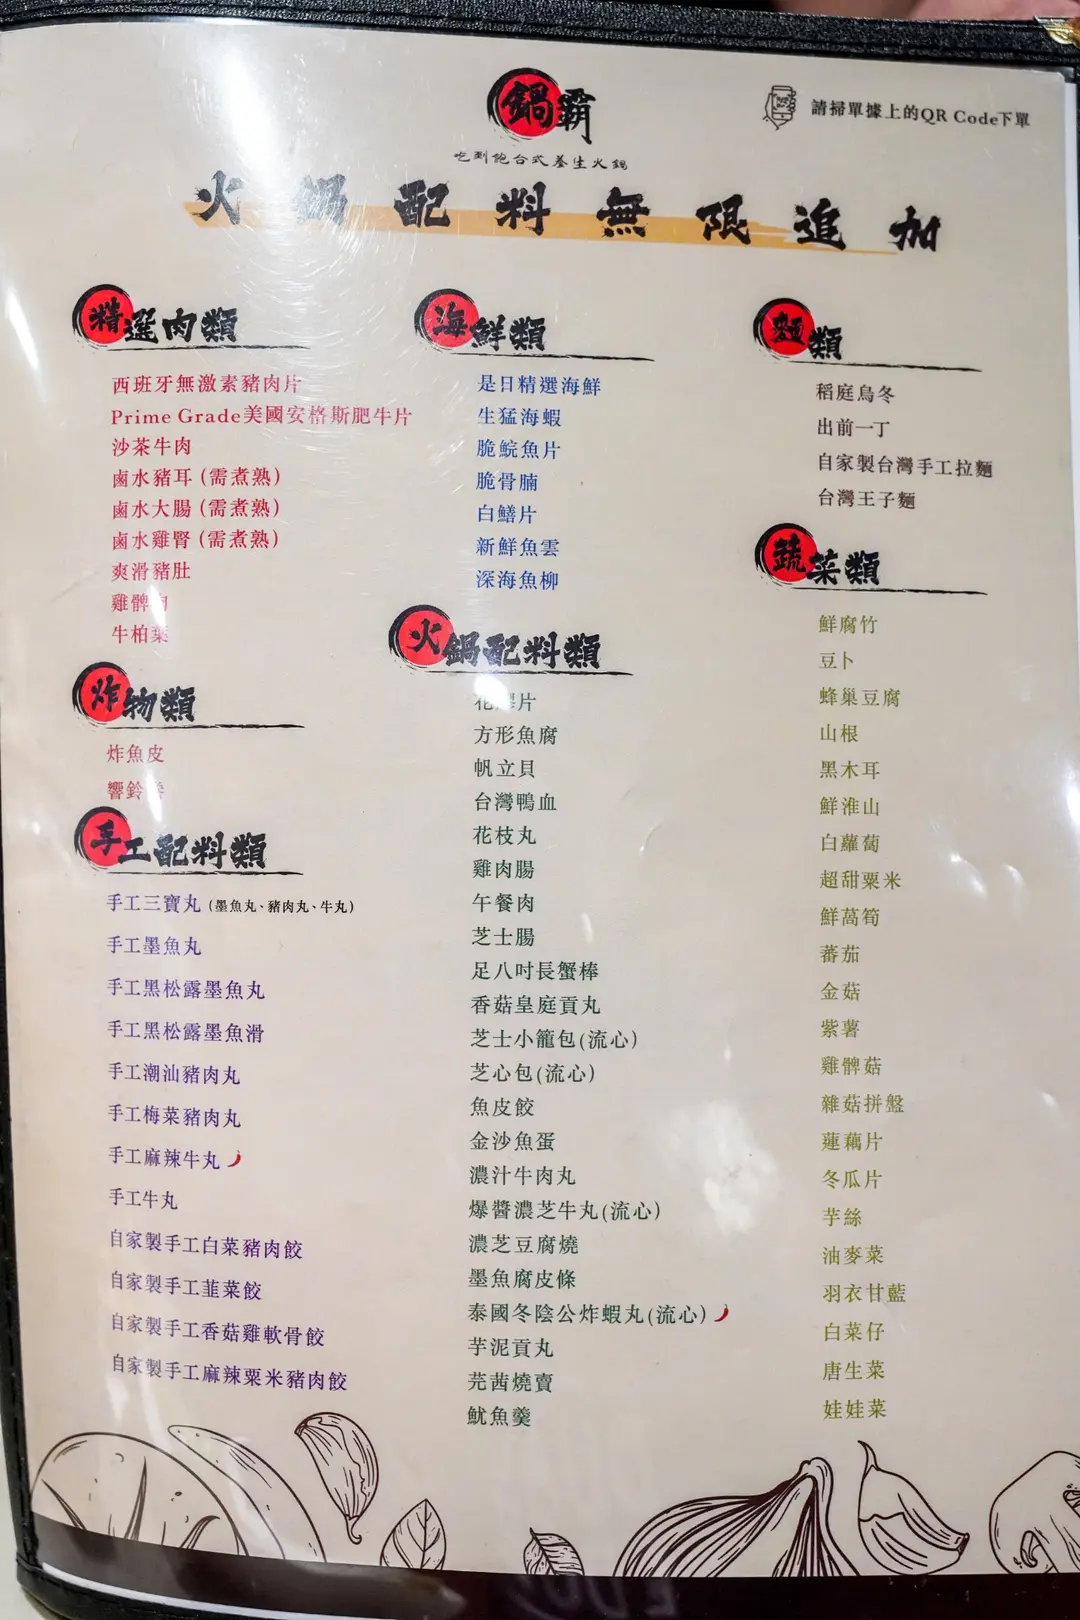 鍋霸
吃到飽台式養生火鍋
請掃單據上的QR Code下單
火鍋配料無限追加
精選肉類
西班牙無激素豬肉片
Prime Grade美國安格斯肥牛片
沙茶牛肉
鹵水豬耳 (需煮熟)
鹵水大腸 (需煮熟)
鹵水雞腎 (需煮熟)
爽滑豬肚
雞髀肉
牛柏葉
炸物類
炸魚皮
響鈴卷
手工配料類
手工三寶丸 (墨魚丸、豬肉丸、牛丸)
手工墨魚丸
手工黑松露墨魚丸
手工黑松露墨魚滑
手工潮汕豬肉丸
手工梅菜豬肉丸
手工麻辣牛丸
手工牛丸
自家製手工白菜豬肉餃
自家製手工韮菜餃
自家製手工香菇雞軟骨餃
自家製手工麻辣粟米豬肉餃
海鮮類
是日精選海鮮
生猛海蝦
脆鯇魚片
脆骨腩
白鱔片
新鮮魚雲
深海魚柳
火鍋配料類
花膠片
方形魚腐
帆立貝
台灣鴨血
花枝丸
雞肉腸
午餐肉
芝士腸
足八吋長蟹棒
香菇皇庭貢丸
芝士小籠包(流心)
芝心包(流心)
魚皮餃
金沙魚蛋
濃汁牛肉丸
爆醬濃芝牛丸(流心)
濃芝豆腐燒
墨魚腐皮條
泰國冬陰公炸蝦丸(流心)
芋泥貢丸
芫茜燒賣
魷魚羹
麵類
稻庭烏冬
出前一丁
自家製台灣手工拉麵
台灣王子麵
蔬菜類
鮮腐竹
豆卜
蜂巢豆腐
山根
黑木耳
鮮淮山
白蘿蔔
超甜粟米
鮮萵筍
蕃茄
金菇
紫薯
雞髀菇
雜菇拼盤
蓮藕片
冬瓜片
芋絲
油麥菜
羽衣甘藍
白菜仔
唐生菜
娃娃菜